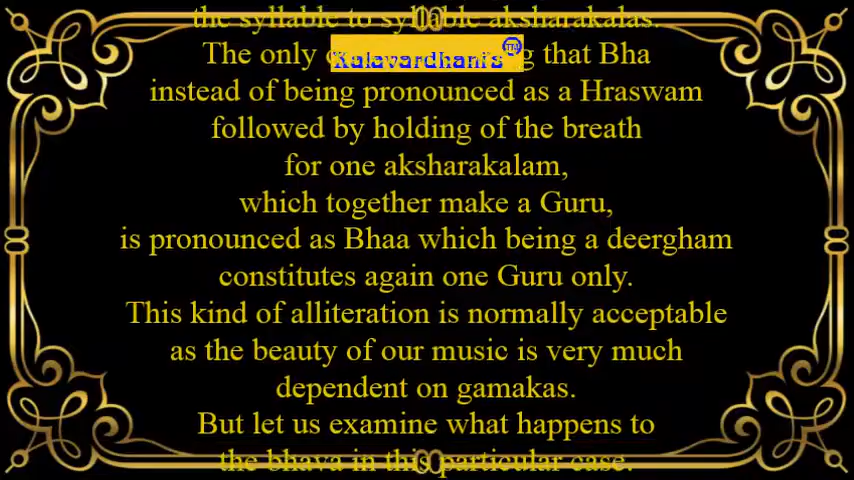 the syllable to syllable aksharakalas.
The only that Bha
Kalavardhani
instead of being pronounced as a Hraswam
followed by holding of the breath
for one aksharakalam,
which together make a Guru,
is pronounced as Bhaa which being a deergham
constitutes again one Guru only.
This kind of alliteration is normally acceptable
as the beauty of our music is very much
dependent on gamakas.
But let us examine what happens to
the bhava in this particular case.